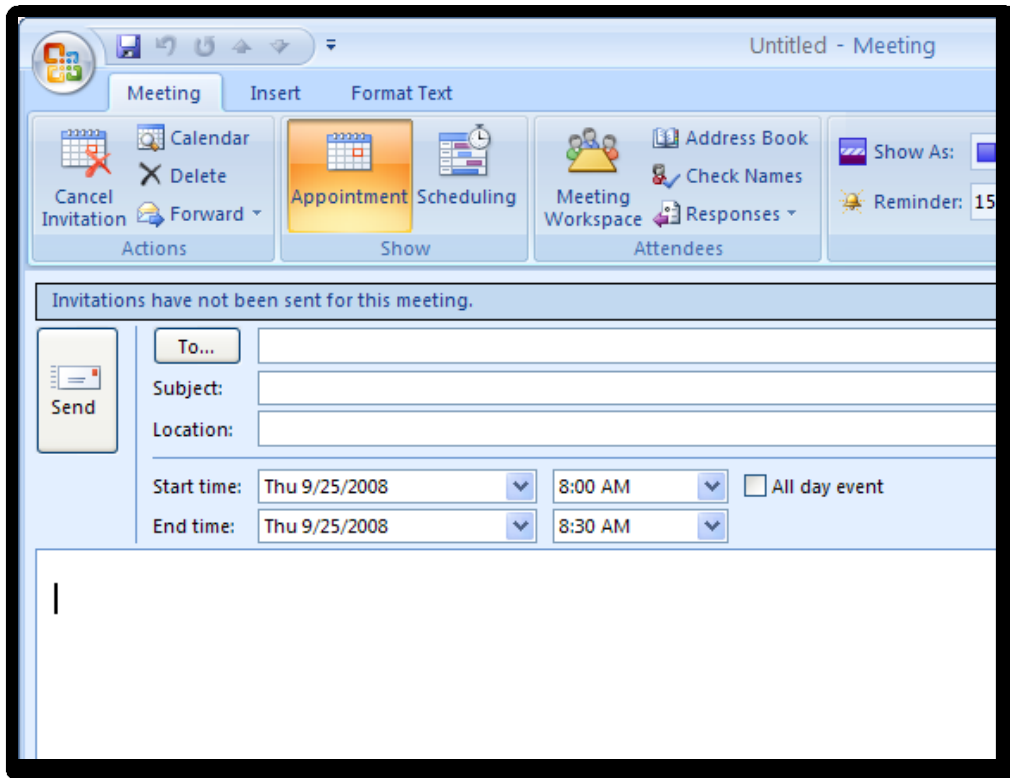 Untitled - Meeting
Meeting Insert Format Text
Cancel Invitation
Calendar
Delete
Forward
Actions
Appointment
Scheduling
Show
Meeting Workspace
Address Book
Check Names
Responses
Attendees
Show As:
Reminder: 15
Invitations have not been sent for this meeting.
Send
To...
Subject:
Location:
Start time: Thu 9/25/2008 8:00 AM All day event
End time: Thu 9/25/2008 8:30 AM